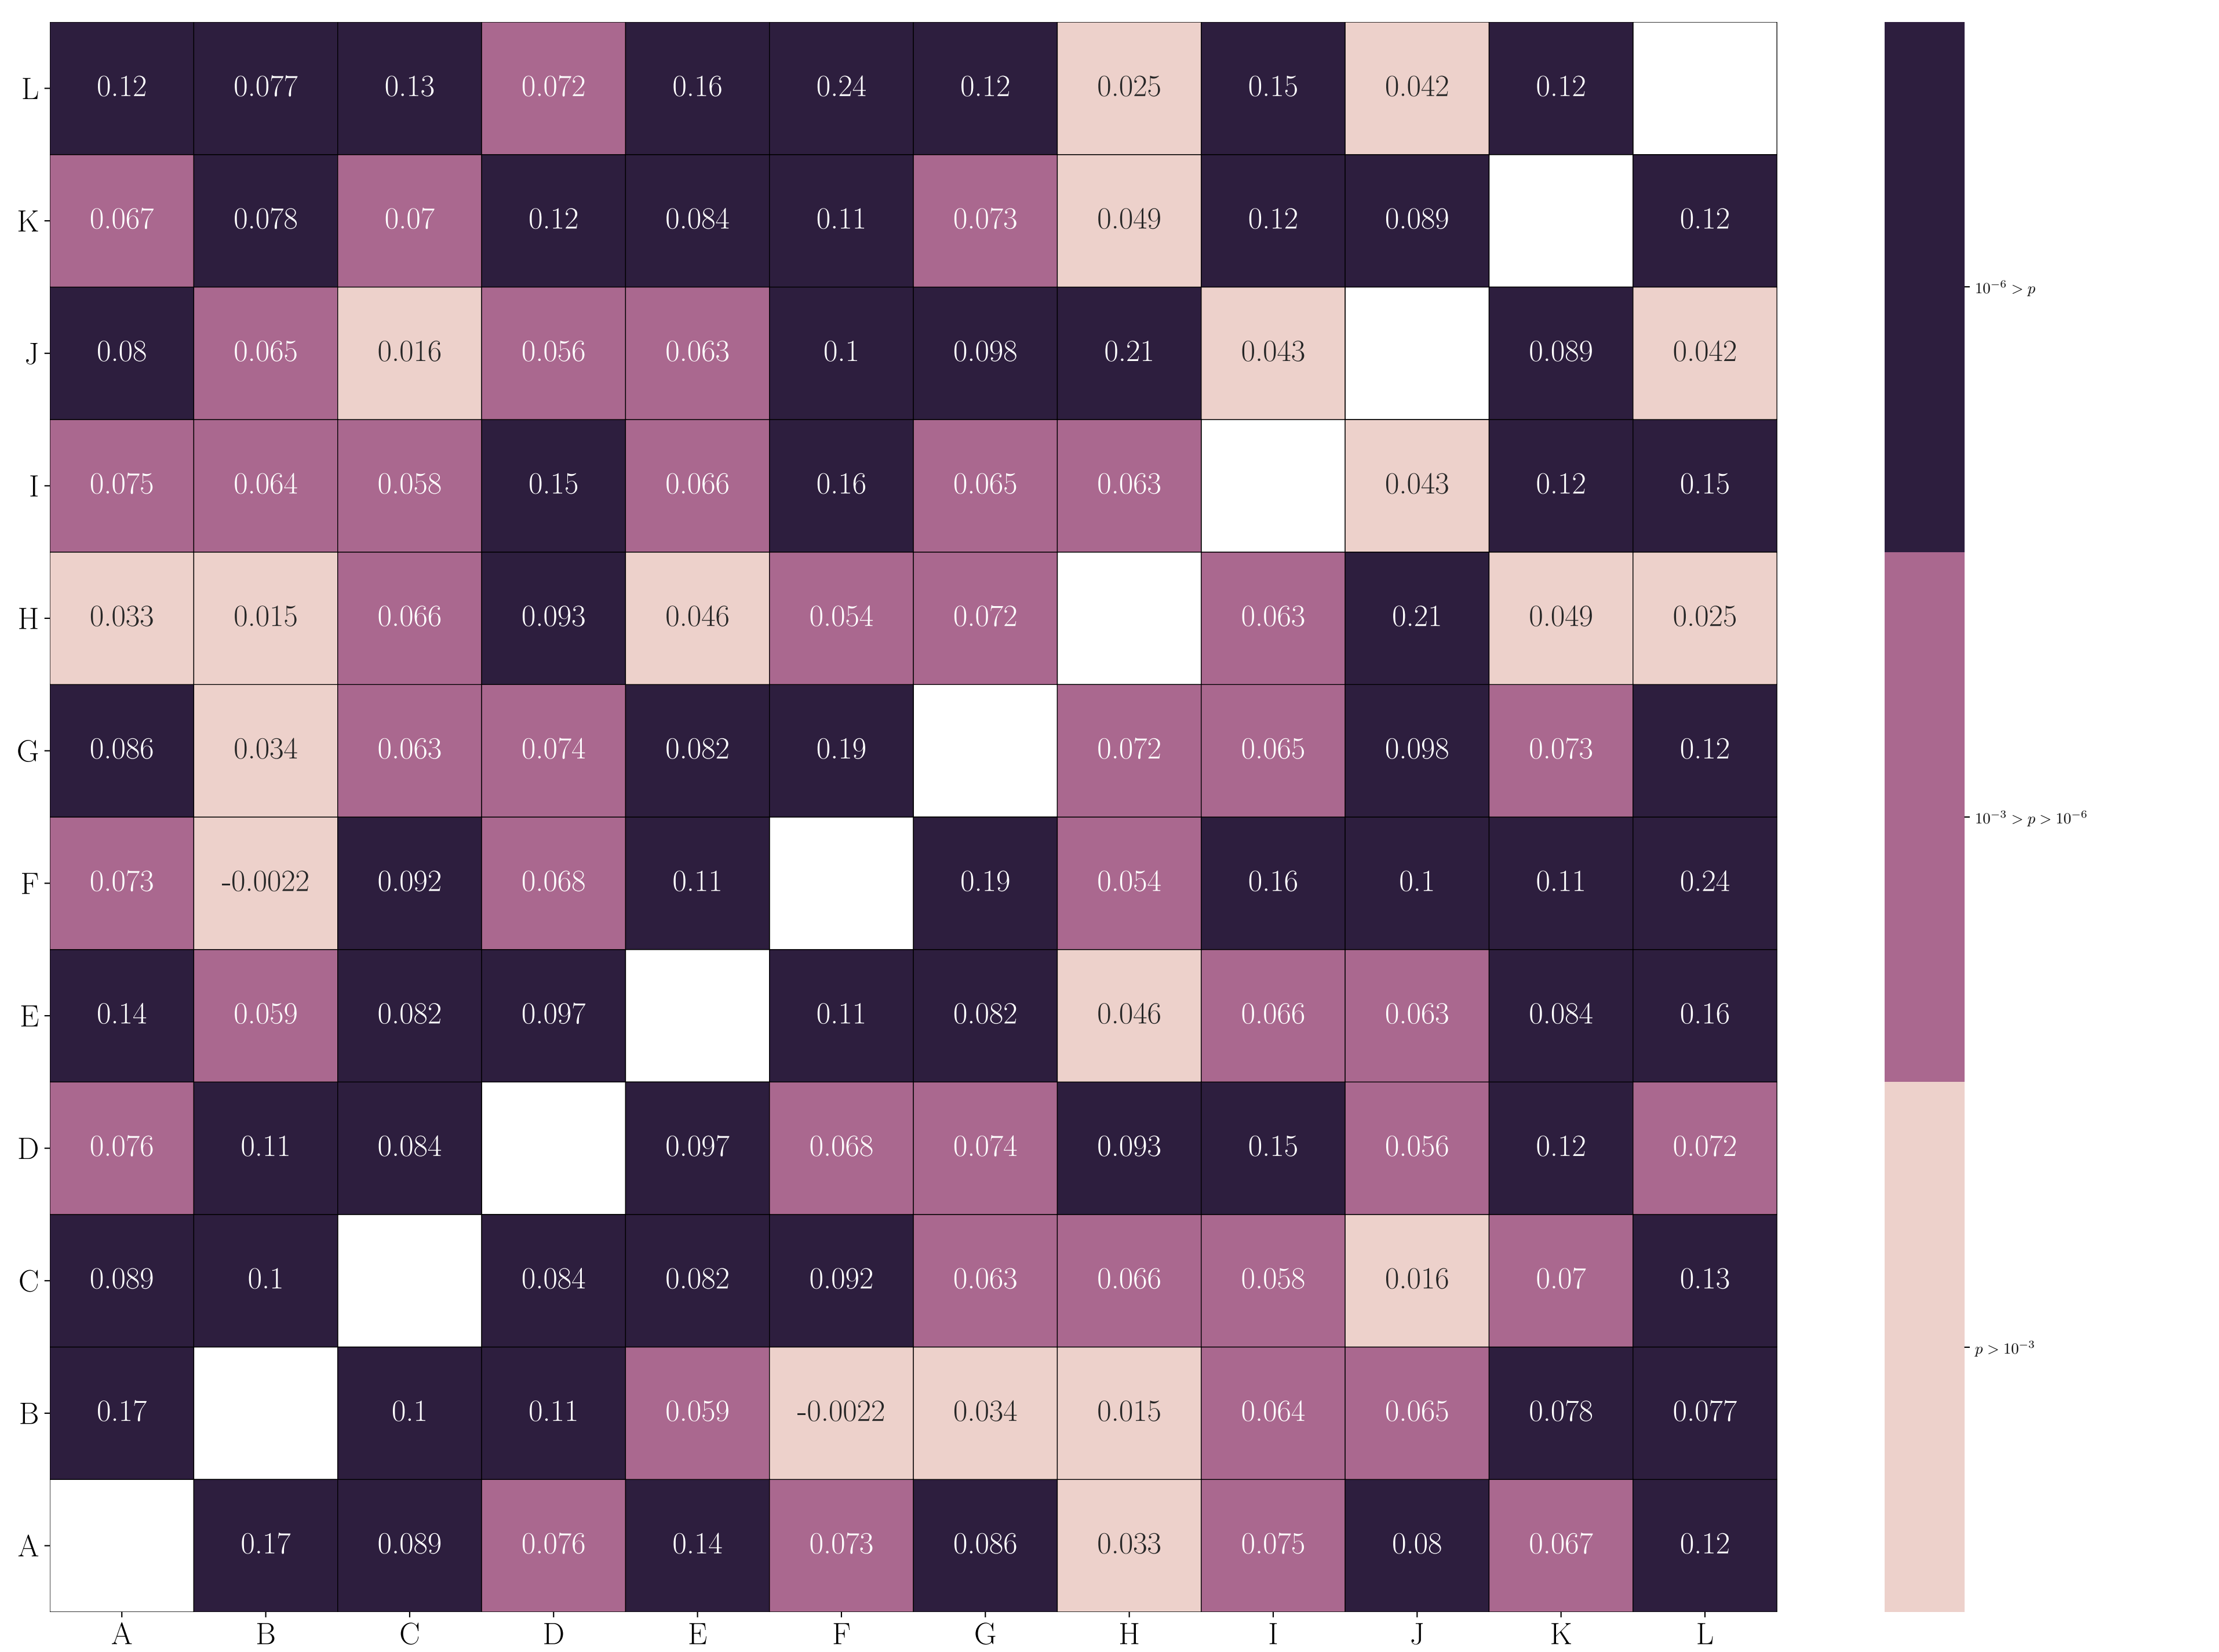 L 0.12 0.077 0.13 0.072 0.16 0.24 0.12 0.025 0.15 0.042 0.12
K 0.067 0.078 0.07 0.12 0.084 0.11 0.073 0.049 0.12 0.089 0.12
10⁻⁶ > p
J 0.08 0.065 0.016 0.056 0.063 0.1 0.098 0.21 0.043 0.089 0.042
I 0.075 0.064 0.058 0.15 0.066 0.16 0.065 0.063 0.043 0.12 0.15
H 0.033 0.015 0.066 0.093 0.046 0.054 0.072 0.063 0.21 0.049 0.025
G 0.086 0.034 0.063 0.074 0.082 0.19 0.072 0.065 0.098 0.073 0.12
10⁻³ > p > 10⁻⁶
F 0.073 -0.0022 0.092 0.068 0.11 0.19 0.054 0.16 0.1 0.11 0.24
E 0.14 0.059 0.082 0.097 0.11 0.082 0.046 0.066 0.063 0.084 0.16
D 0.076 0.11 0.084 0.097 0.068 0.074 0.093 0.15 0.056 0.12 0.072
C 0.089 0.1 0.084 0.082 0.092 0.063 0.066 0.058 0.016 0.07 0.13
p > 10⁻³
B 0.17 0.1 0.11 0.059 -0.0022 0.034 0.015 0.064 0.065 0.078 0.077
A 0.17 0.089 0.076 0.14 0.073 0.086 0.033 0.075 0.08 0.067 0.12
A B C D E F G H I J K L